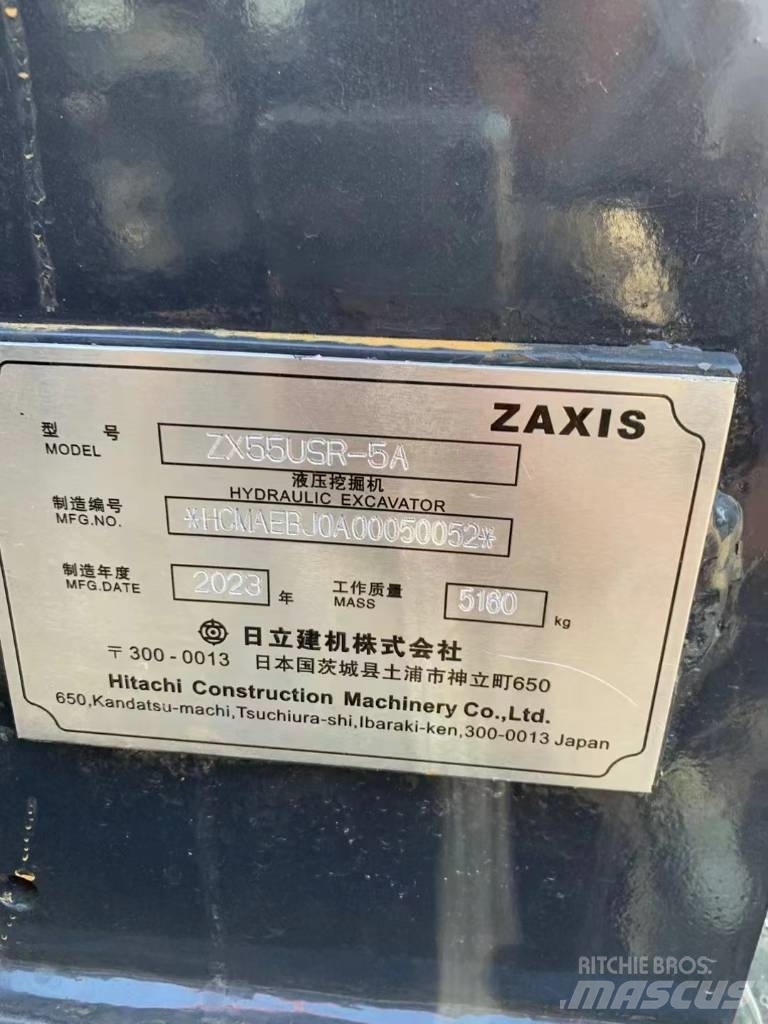 ZAXIS
型 号
MODEL ZX55USR-5A
液压挖掘机
HYDRAULIC EXCAVATOR
制造编号
MFG.NO. *HCMAEBJ0A00050052*
制造年度
MFG.DATE 2023 年
工作质量
MASS 5160 kg
日立建机株式会社
〒300-0013 日本国茨城县土浦市神立町650
Hitachi Construction Machinery Co.,Ltd.
650,Kandatsu-machi,Tsuchiura-shi,Ibaraki-ken,300-0013 Japan
RITCHIE BROS.
MASCUS